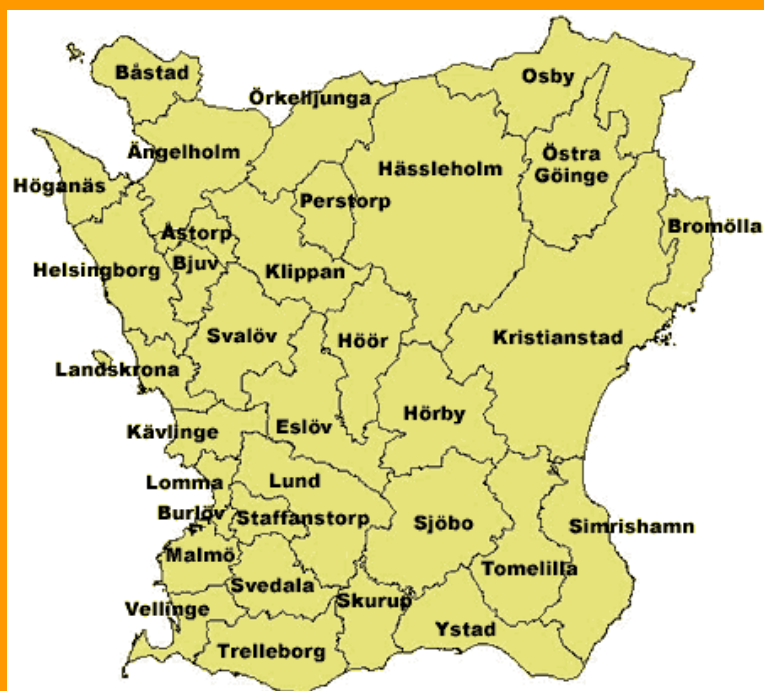 Båstad
Osby
Örkelljunga
Ängelholm
Östra
Göinge
Hässleholm
Höganäs
Perstorp
Bromölla
Åstorp
Bjuv
Helsingborg
Klippan
Svalöv
Höör
Kristianstad
Landskrona
Hörby
Kävlinge
Eslöv
Lomma
Lund
Burlöv
Staffanstorp
Sjöbo
Simrishamn
Malmö
Tomelilla
Svedala
Skurup
Vellinge
Ystad
Trelleborg